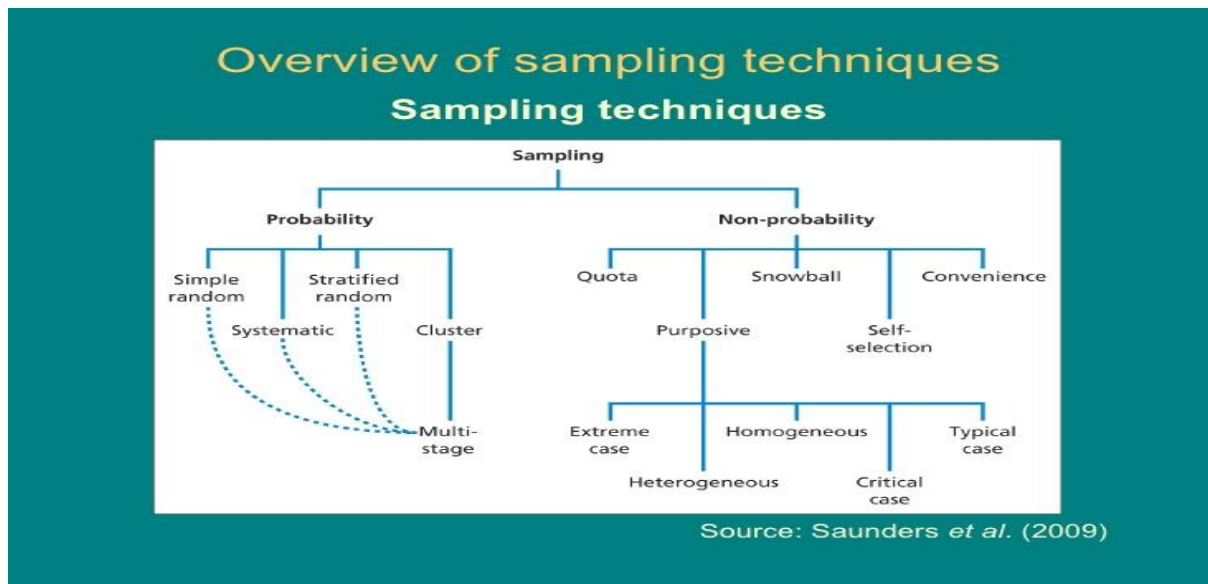 Overview of sampling techniques
Sampling techniques
Sampling
Probability
Non-probability
Simple
random
Stratified
random
Quota
Snowball
Convenience
Systematic
Cluster
Purposive
Self-
selection
Multi-
stage
Extreme
case
Homogeneous
Typical
case
Heterogeneous
Critical
case
Source: Saunders et al. (2009)